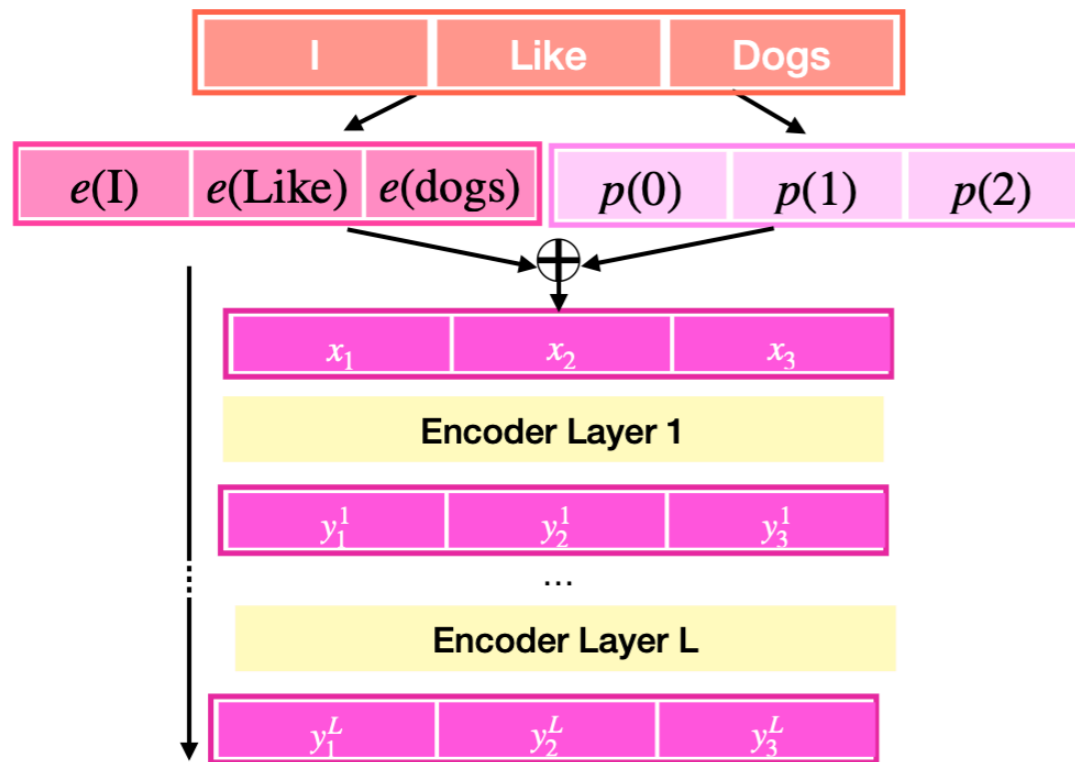 I Like Dogs
e(I) e(Like) e(dogs) p(0) p(1) p(2)
x₁ x₂ x₃
Encoder Layer 1
y₁¹ y₂¹ y₃¹
...
Encoder Layer L
y₁ᴸ y₂ᴸ y₃ᴸ